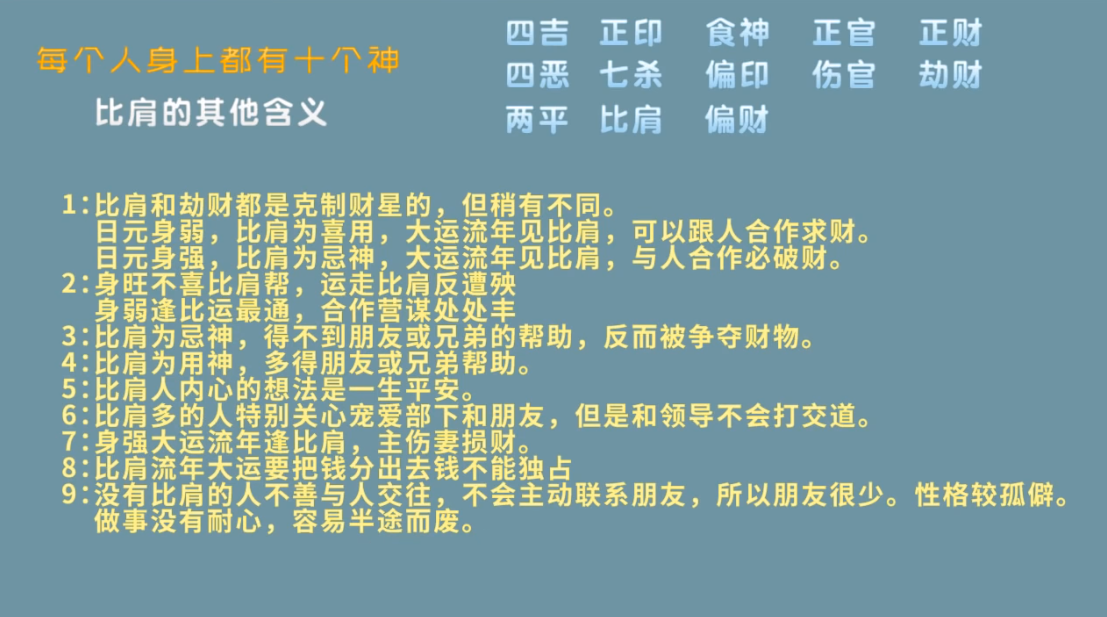 每个人身上都有十个神
比肩的其他含义
四吉 正印 食神 正官 正财
四恶 七杀 偏印 伤官 劫财
两平 比肩 偏财
1:比肩和劫财都是克制财星的，但稍有不同。
日元身弱，比肩为喜用，大运流年见比肩，可以跟人合作求财。
日元身强，比肩为忌神，大运流年见比肩，与人合作必破财。
2:身旺不喜比肩帮，运走比肩反遭殃
身弱逢比运最通，合作营谋处处丰
3:比肩为忌神，得不到朋友或兄弟的帮助，反而被争夺财物。
4:比肩为用神，多得朋友或兄弟帮助。
5:比肩人内心的想法是一生平安。
6:比肩多的人特别关心宠爱部下和朋友，但是和领导不会打交道。
7:身强大运流年逢比肩，主伤妻损财。
8:比肩流年大运要把钱分出去钱不能独占
9:没有比肩的人不善与人交往，不会主动联系朋友，所以朋友很少。性格较孤僻。
做事没有耐心，容易半途而废。